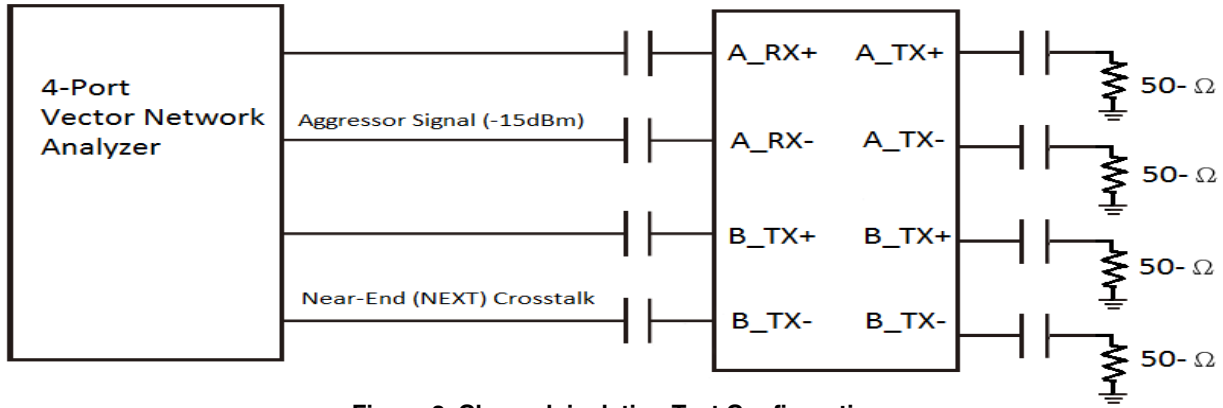 4-Port
Vector Network
Analyzer
Aggressor Signal (-15dBm)
Near-End (NEXT) Crosstalk
A_RX+ A_TX+
A_RX- A_TX-
B_TX+ B_TX+
B_TX- B_TX-
50- Ω
50- Ω
50- Ω
50- Ω